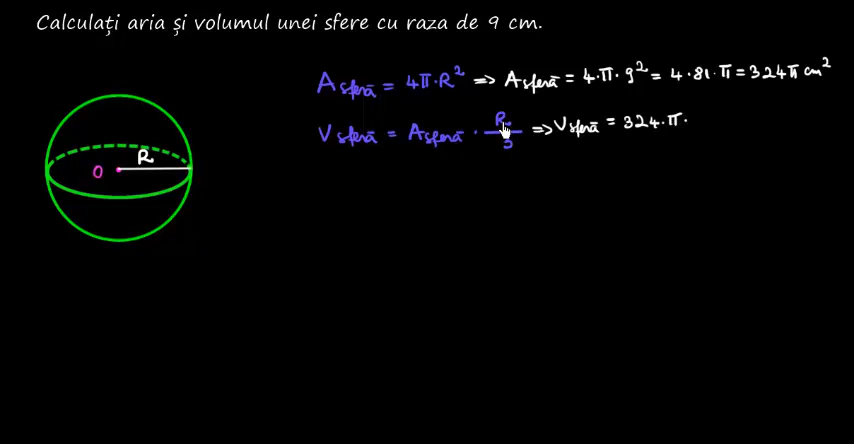 Calculați aria și volumul unei sfere cu raza de 9 cm.
A sferă = 4π·R² => A sferă = 4·π·9² = 4·81·π = 324π cm²
V sferă = A sferă · R/3 => V sferă = 324·π·
R
O